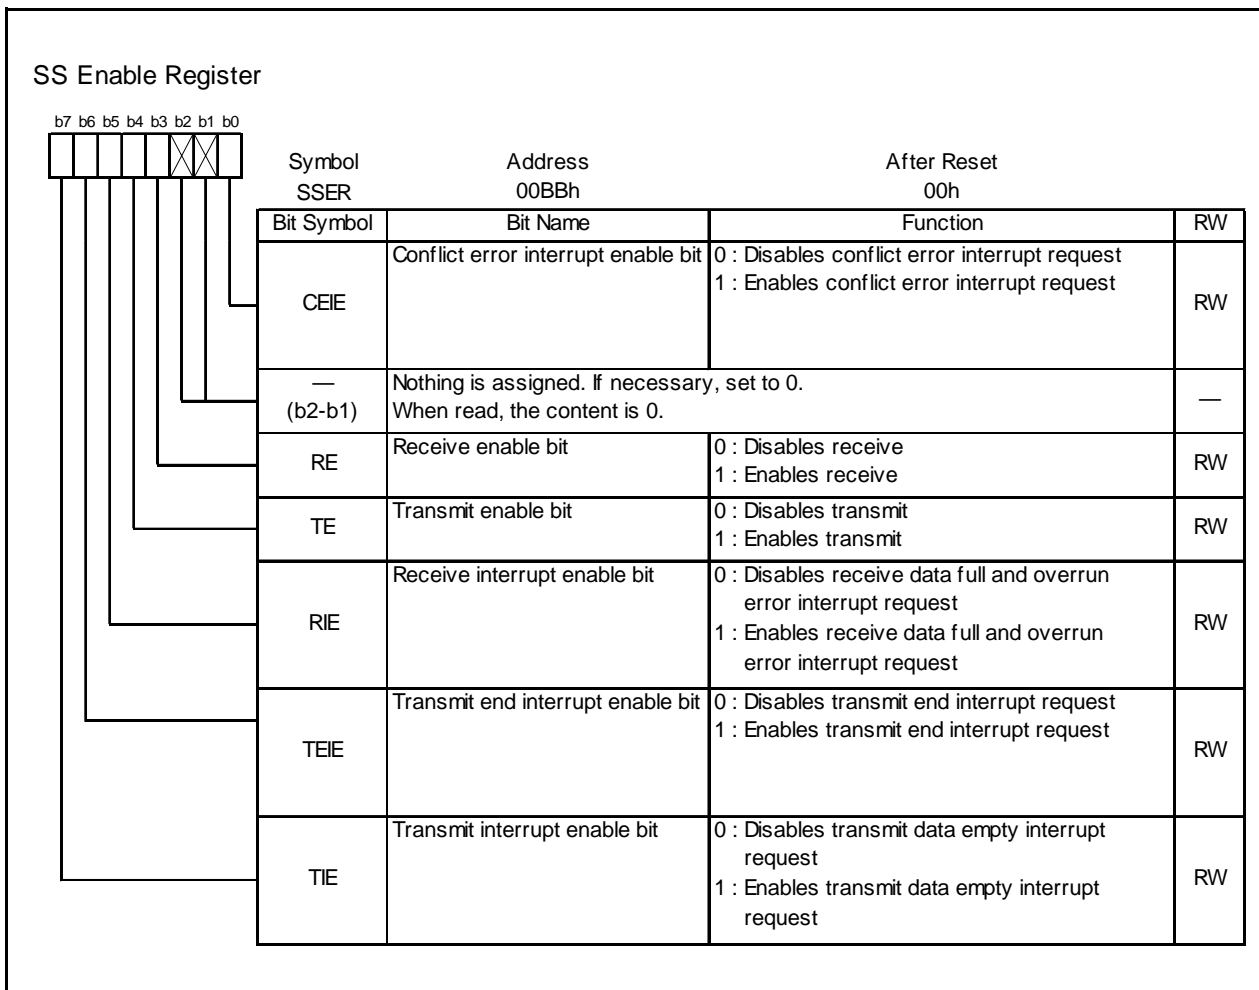 SS Enable Register
b7 b6 b5 b4 b3 b2 b1 b0
Symbol Address After Reset
SSER 00BBh 00h
Bit Symbol Bit Name Function RW
CEIE Conflict error interrupt enable bit 0 : Disables conflict error interrupt request
1 : Enables conflict error interrupt request RW
— Nothing is assigned. If necessary, set to 0.
(b2-b1) When read, the content is 0. —
RE Receive enable bit 0 : Disables receive
1 : Enables receive RW
TE Transmit enable bit 0 : Disables transmit
1 : Enables transmit RW
RIE Receive interrupt enable bit 0 : Disables receive data full and overrun
error interrupt request
1 : Enables receive data full and overrun
error interrupt request RW
TEIE Transmit end interrupt enable bit 0 : Disables transmit end interrupt request
1 : Enables transmit end interrupt request RW
TIE Transmit interrupt enable bit 0 : Disables transmit data empty interrupt
request
1 : Enables transmit data empty interrupt
request RW